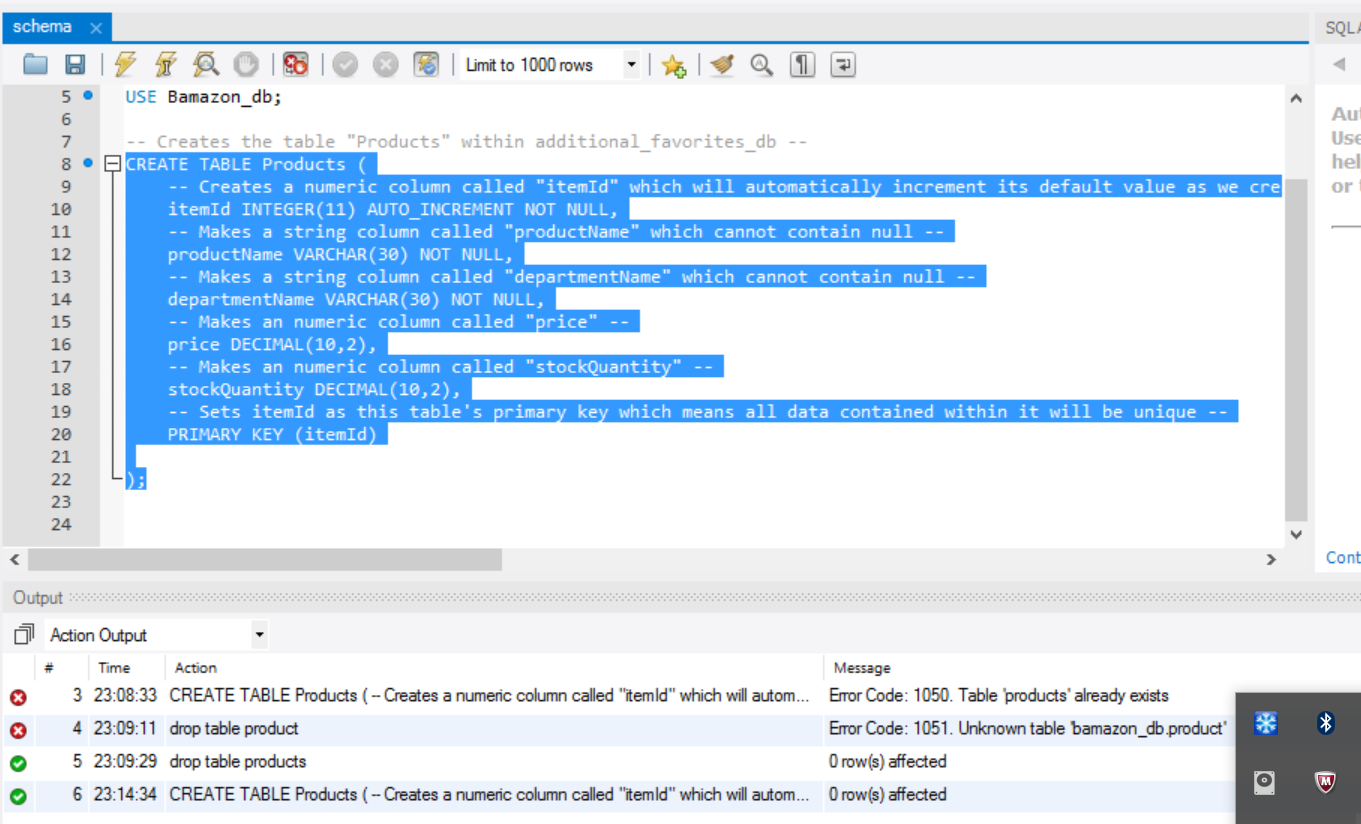 schema
SQLA
Limit to 1000 rows
5 USE Bamazon_db;
6
7 -- Creates the table "Products" within additional_favorites_db --
8 CREATE TABLE Products (
9 -- Creates a numeric column called "itemId" which will automatically increment its default value as we cre
10 itemId INTEGER(11) AUTO_INCREMENT NOT NULL,
11 -- Makes a string column called "productName" which cannot contain null --
12 productName VARCHAR(30) NOT NULL,
13 -- Makes a string column called "departmentName" which cannot contain null --
14 departmentName VARCHAR(30) NOT NULL,
15 -- Makes an numeric column called "price" --
16 price DECIMAL(10,2),
17 -- Makes an numeric column called "stockQuantity" --
18 stockQuantity DECIMAL(10,2),
19 -- Sets itemId as this table's primary key which means all data contained within it will be unique --
20 PRIMARY KEY (itemId)
21
22 );
23
24
Aut
Use
hel
or
Cont
Output
Action Output
# Time Action Message
3 23:08:33 CREATE TABLE Products ( -- Creates a numeric column called "itemId" which will autom... Error Code: 1050. Table 'products' already exists
4 23:09:11 drop table product Error Code: 1051. Unknown table 'bamazon_db.product'
5 23:09:29 drop table products 0 row(s) affected
6 23:14:34 CREATE TABLE Products ( -- Creates a numeric column called "itemId" which will autom... 0 row(s) affected